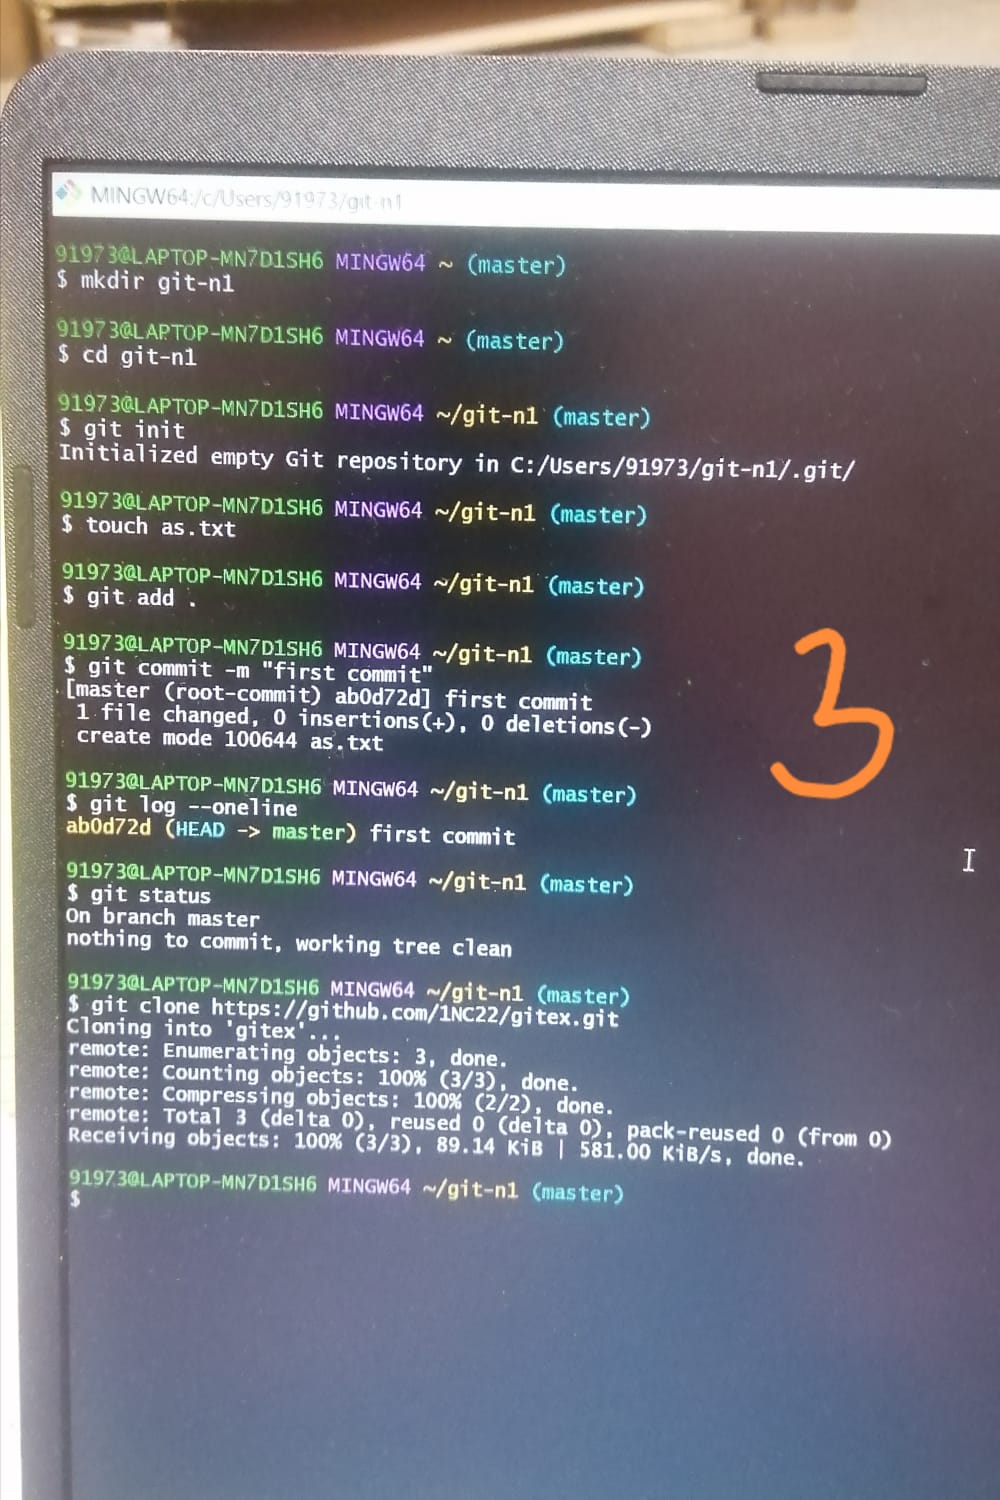 MINGW64:/c/Users/91973/git-n1
91973@LAPTOP-MN7D1SH6 MINGW64 ~ (master)
$ mkdir git-n1
91973@LAPTOP-MN7D1SH6 MINGW64 ~ (master)
$ cd git-n1
91973@LAPTOP-MN7D1SH6 MINGW64 ~/git-n1 (master)
$ git init
Initialized empty Git repository in C:/Users/91973/git-n1/.git/
91973@LAPTOP-MN7D1SH6 MINGW64 ~/git-n1 (master)
$ touch as.txt
91973@LAPTOP-MN7D1SH6 MINGW64 ~/git-n1 (master)
$ git add .
91973@LAPTOP-MN7D1SH6 MINGW64 ~/git-n1 (master)
$ git commit -m "first commit"
[master (root-commit) ab0d72d] first commit
1 file changed, 0 insertions(+), 0 deletions(-)
create mode 100644 as.txt
3
91973@LAPTOP-MN7D1SH6 MINGW64 ~/git-n1 (master)
$ git log --oneline
ab0d72d (HEAD -> master) first commit
91973@LAPTOP-MN7D1SH6 MINGW64 ~/git-n1 (master)
$ git status
On branch master
nothing to commit, working tree clean
91973@LAPTOP-MN7D1SH6 MINGW64 ~/git-n1 (master)
$ git clone https://github.com/1NC22/gitex.git
Cloning into 'gitex'...
remote: Enumerating objects: 3, done.
remote: Counting objects: 100% (3/3), done.
remote: Compressing objects: 100% (2/2), done.
remote: Total 3 (delta 0), reused 0 (delta 0), pack-reused 0 (from 0)
Receiving objects: 100% (3/3), 89.14 KiB | 581.00 KiB/s, done.
91973@LAPTOP-MN7D1SH6 MINGW64 ~/git-n1 (master)
$